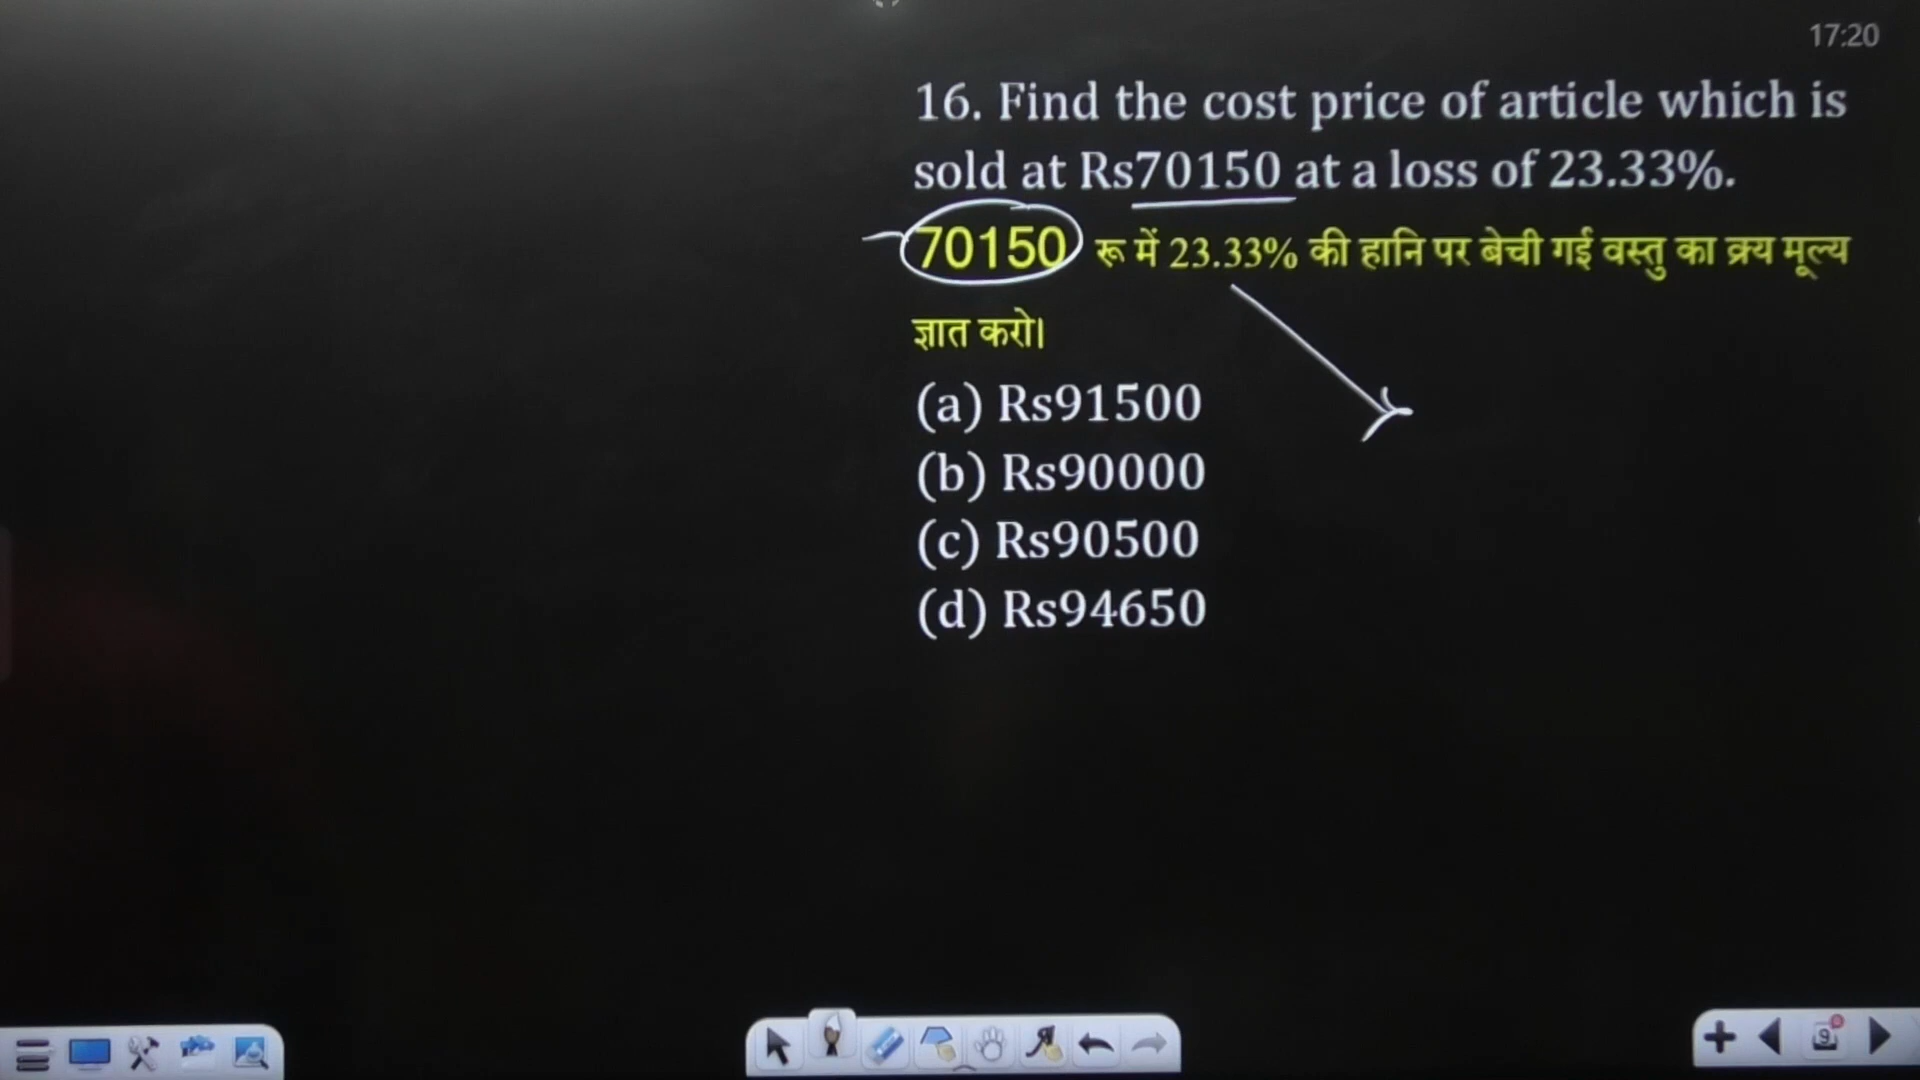 17:20
16. Find the cost price of article which is
sold at Rs70150 at a loss of 23.33%.
70150 रू में 23.33% की हानि पर बेची गई वस्तु का क्रय मूल्य
ज्ञात करो।
(a) Rs91500
(b) Rs90000
(c) Rs90500
(d) Rs94650
9